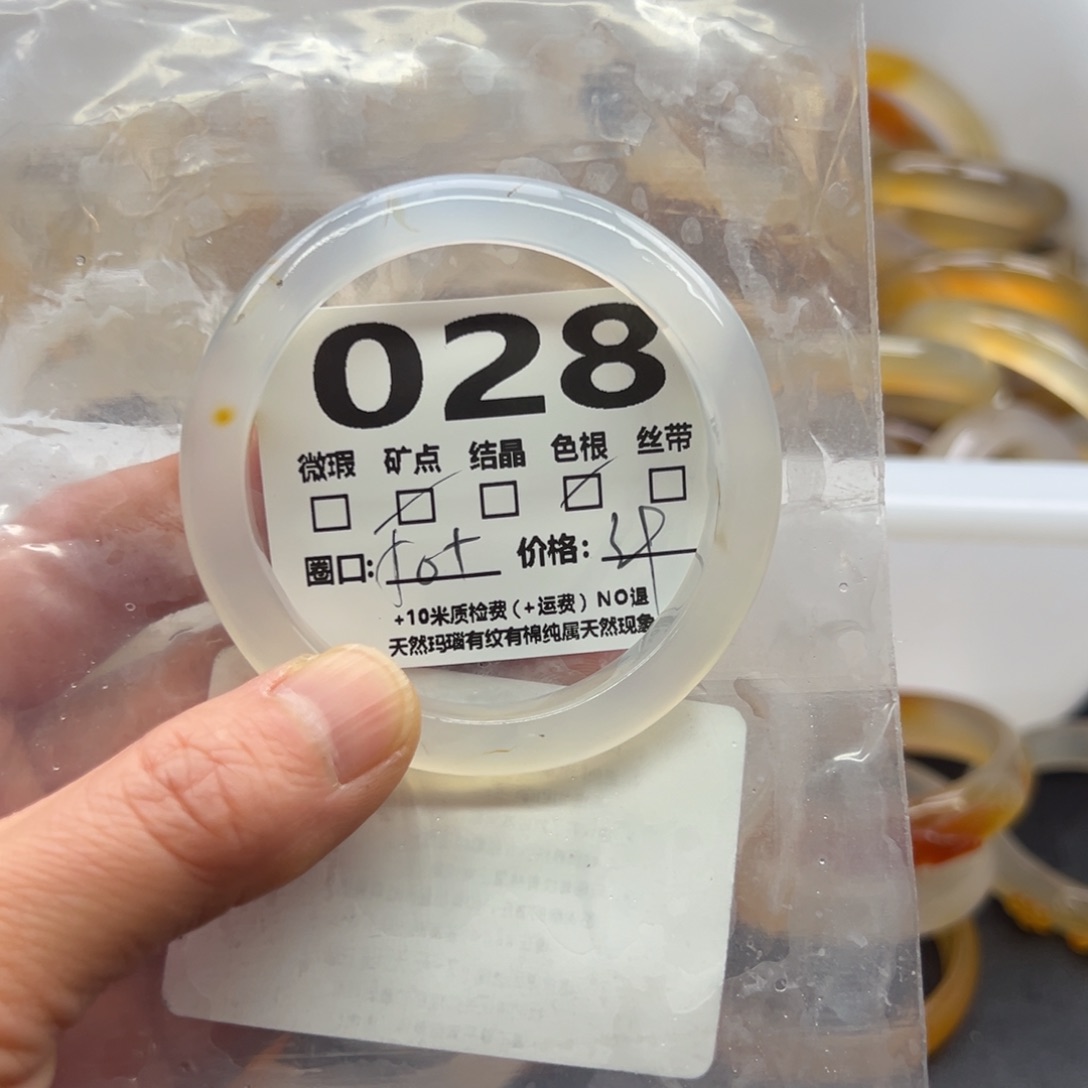 028
微瑕 矿点 结晶 色根 丝带
圈口: 价格:
+10米质检费（+运费）NO退
天然玛瑙有纹有棉纯属天然现象